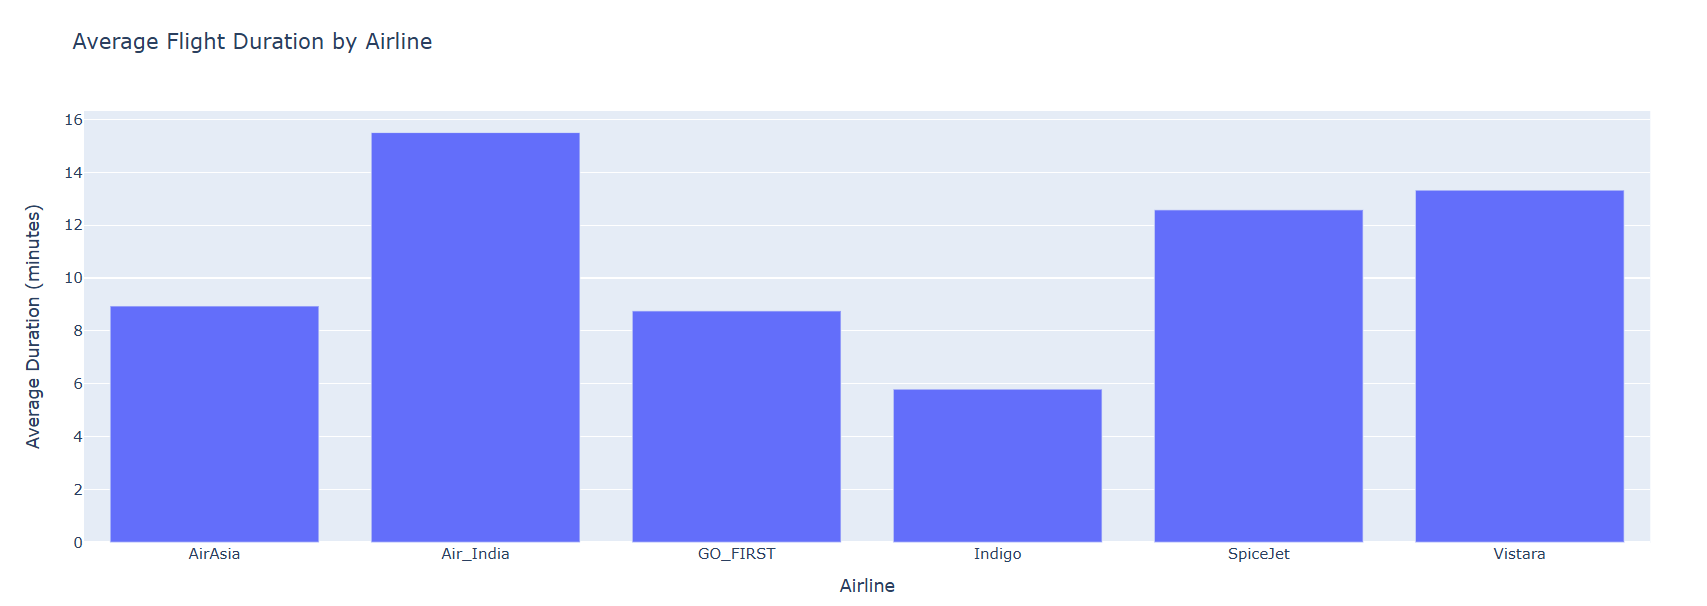 Average Flight Duration by Airline
Average Duration (minutes)
16
14
12
10
8
6
4
2
0
AirAsia Air_India GO_FIRST Indigo SpiceJet Vistara
Airline